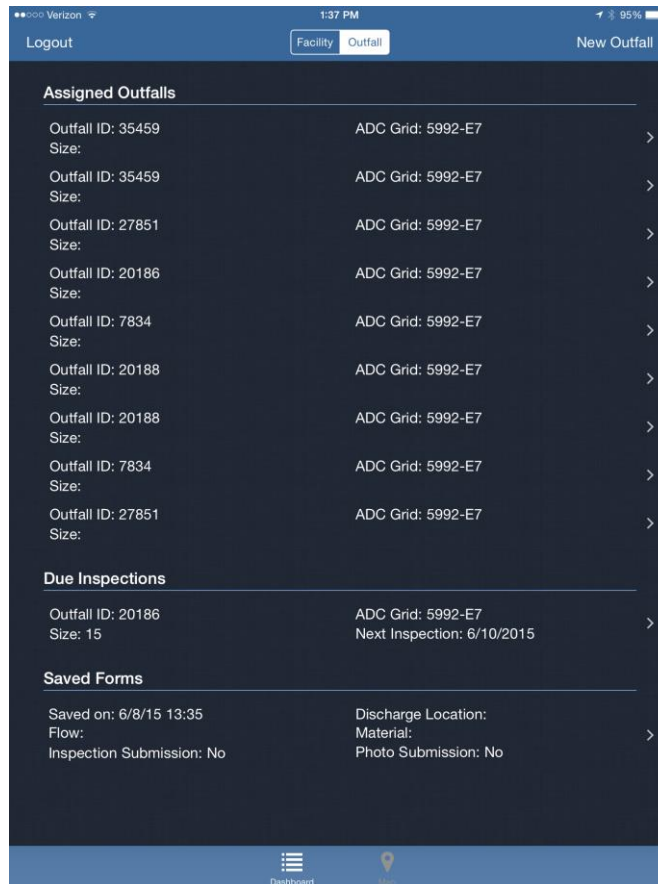 Verizon 1:37 PM 95%
Logout Facility Outfall New Outfall
Assigned Outfalls
Outfall ID: 35459 ADC Grid: 5992-E7
Size:
Outfall ID: 35459 ADC Grid: 5992-E7
Size:
Outfall ID: 27851 ADC Grid: 5992-E7
Size:
Outfall ID: 20186 ADC Grid: 5992-E7
Size:
Outfall ID: 7834 ADC Grid: 5992-E7
Size:
Outfall ID: 20188 ADC Grid: 5992-E7
Size:
Outfall ID: 20188 ADC Grid: 5992-E7
Size:
Outfall ID: 7834 ADC Grid: 5992-E7
Size:
Outfall ID: 27851 ADC Grid: 5992-E7
Size:
Due Inspections
Outfall ID: 20186 ADC Grid: 5992-E7
Size: 15 Next Inspection: 6/10/2015
Saved Forms
Saved on: 6/8/15 13:35 Discharge Location:
Flow: Material:
Inspection Submission: No Photo Submission: No
Dashboard Map